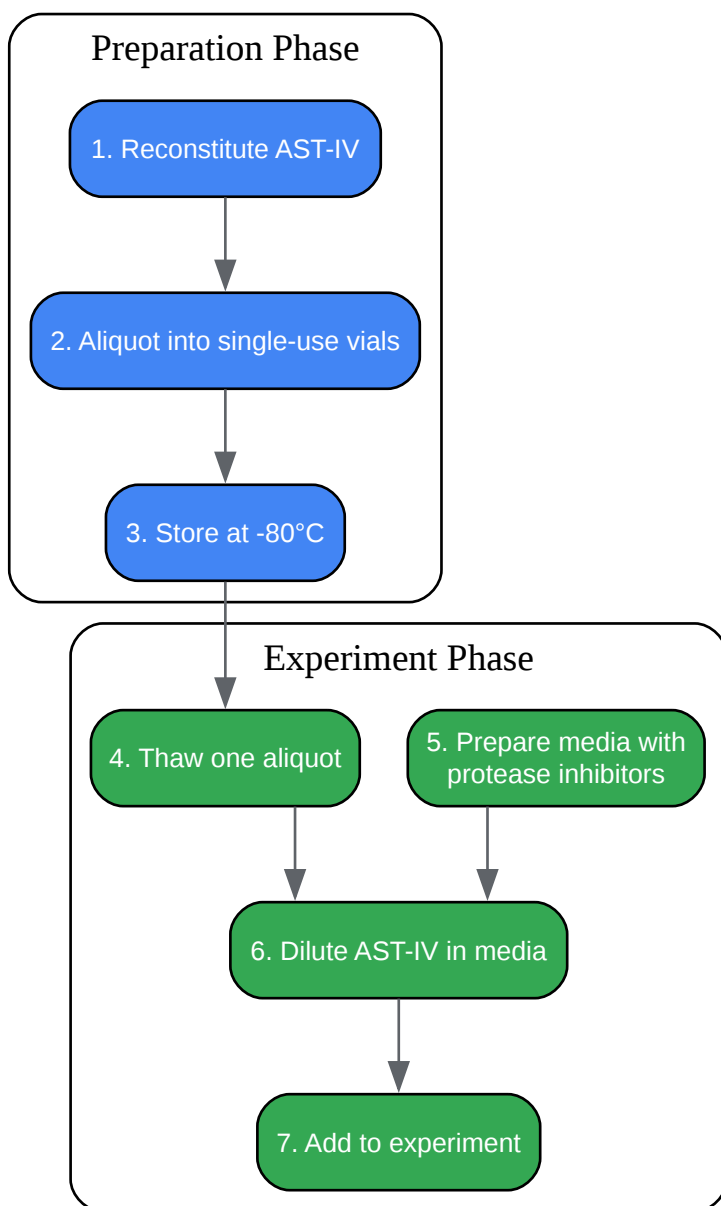 Preparation Phase
1. Reconstitute AST-IV
2. Aliquot into single-use vials
3. Store at -80°C
Experiment Phase
4. Thaw one aliquot
5. Prepare media with
protease inhibitors
6. Dilute AST-IV in media
7. Add to experiment